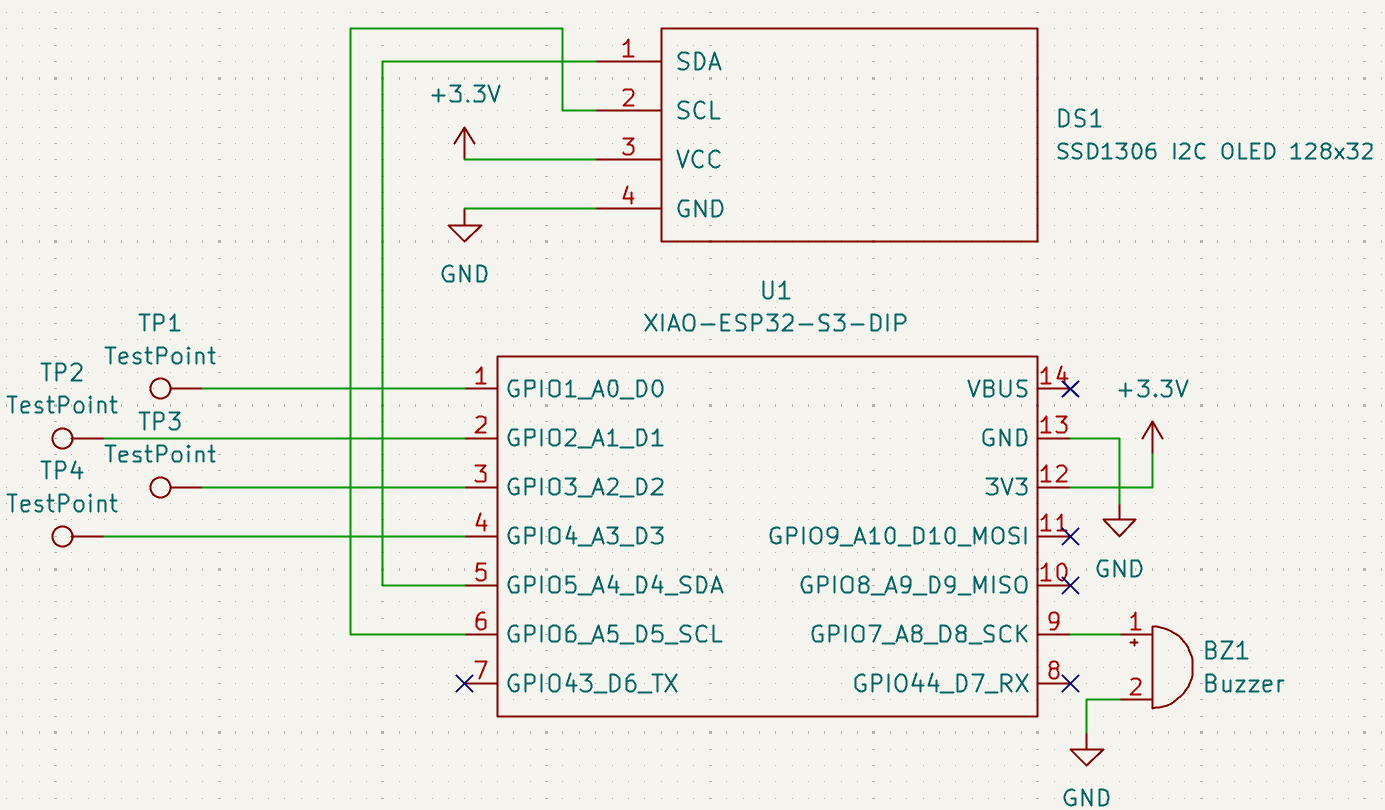 1 SDA
+3.3V
2 SCL
DS1
3 VCC
SSD1306 I2C OLED 128x32
4 GND
GND
U1
XIAO-ESP32-S3-DIP
TP1
TestPoint
TP2
TestPoint
TP3
TestPoint
TP4
TestPoint
1 GPIO1_A0_D0
VBUS 14
+3.3V
2 GPIO2_A1_D1
GND 13
3 GPIO3_A2_D2
3V3 12
4 GPIO4_A3_D3
GPIO9_A10_D10_MOSI 11
GND
5 GPIO5_A4_D4_SDA
GPIO8_A9_D9_MISO 10
6 GPIO6_A5_D5_SCL
GPIO7_A8_D8_SCK 9
1
+
BZ1
Buzzer
2
7 GPIO43_D6_TX
GPIO44_D7_RX 8
GND